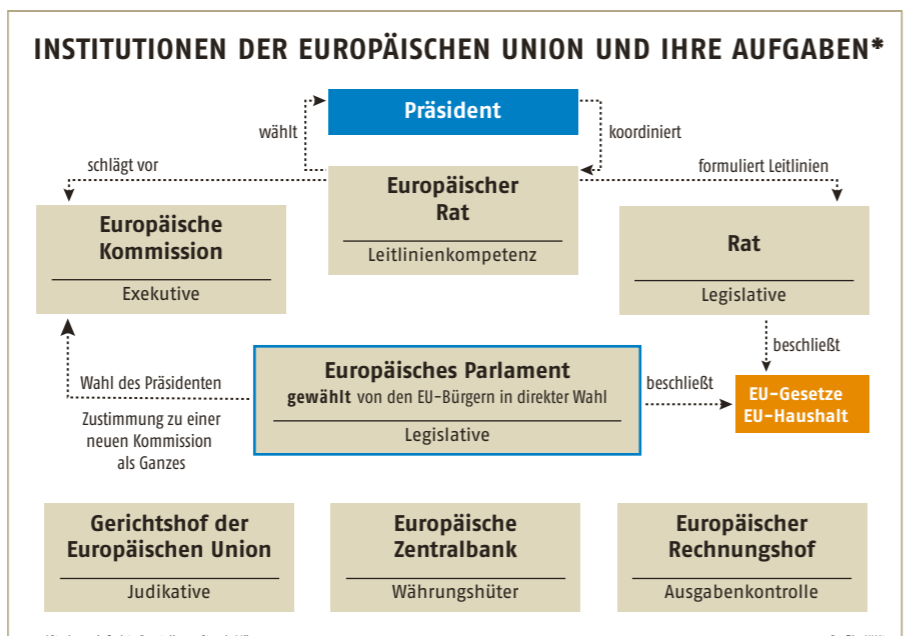 INSTITUTIONEN DER EUROPÄISCHEN UNION UND IHRE AUFGABEN*
Präsident
wählt
koordiniert
schlägt vor
formuliert Leitlinien
Europäischer
Rat
Leitlinienkompetenz
Europäische
Kommission
Exekutive
Rat
Legislative
beschließt
Europäisches Parlament
gewählt von den EU-Bürgern in direkter Wahl
Legislative
Wahl des Präsidenten
Zustimmung zu einer
neuen Kommission
als Ganzes
beschließt
EU-Gesetze
EU-Haushalt
Gerichtshof der
Europäischen Union
Judikative
Europäische
Zentralbank
Währungshüter
Europäischer
Rechnungshof
Ausgabenkontrolle